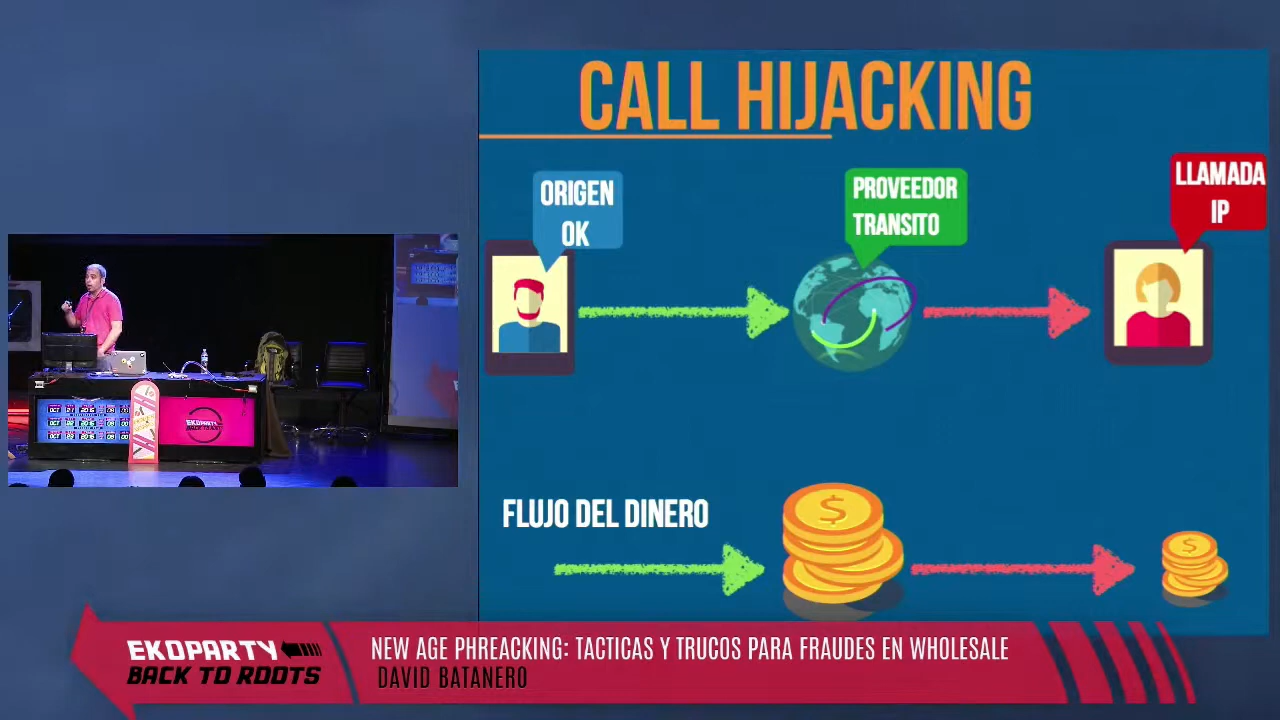 CALL HIJACKING
ORIGEN
OK
PROVEEDOR
TRANSITO
LLAMADA
IP
FLUJO DEL DINERO
EKOPARTY
BACK TO ROOTS
NEW AGE PHREACKING: TACTICAS Y TRUCOS PARA FRAUDES EN WHOLESALE
DAVID BATANERO
EKOPARTY